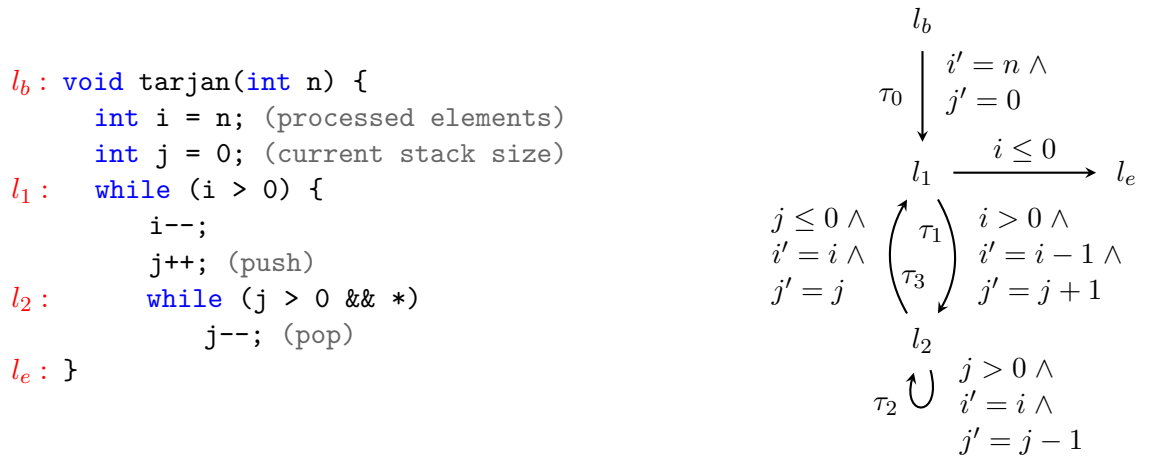 l_b : void tarjan(int n) {
int i = n; (processed elements)
int j = 0; (current stack size)
l_1 : while (i > 0) {
i--;
j++; (push)
l_2 : while (j > 0 && *)
j--; (pop)
l_e : }
l_b
τ_0
i′ = n ∧
j′ = 0
l_1
i ≤ 0
l_e
j ≤ 0 ∧
i′ = i ∧
j′ = j
τ_1
τ_3
i > 0 ∧
i′ = i − 1 ∧
j′ = j + 1
l_2
τ_2
j > 0 ∧
i′ = i ∧
j′ = j − 1